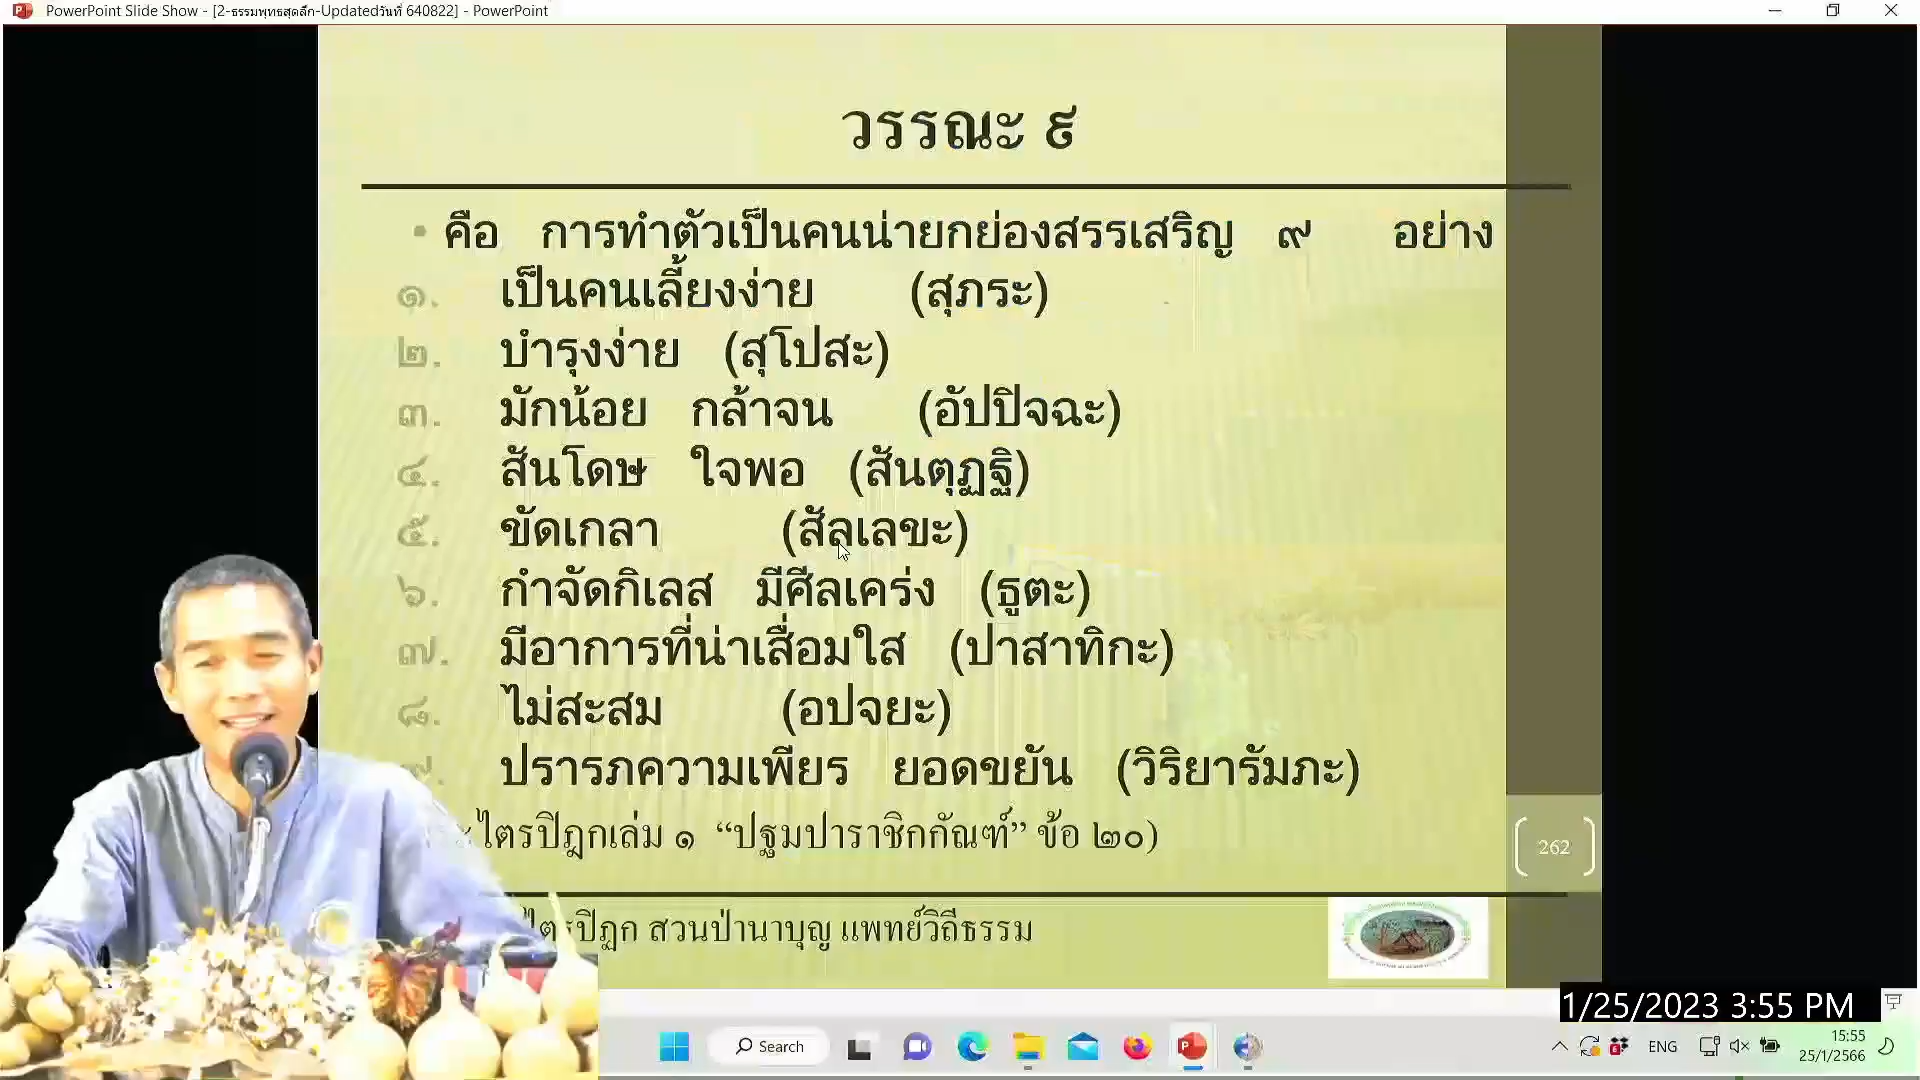 PowerPoint Slide Show - [2-ธรรมพุทธสุดลึก-Updatedวันที่ 640822] - PowerPoint
วรรณะ ๙
• คือ การทำตัวเป็นคนน่ายกย่องสรรเสริญ ๙ อย่าง
๑. เป็นคนเลี้ยงง่าย (สุภระ)
๒. บำรุงง่าย (สุโปสะ)
๓. มักน้อย กล้าจน (อัปปิจฉะ)
๔. สันโดษ ใจพอ (สันตุฏฐิ)
๕. ขัดเกลา (สัลเลขะ)
๖. กำจัดกิเลส มีศีลเคร่ง (ธูตะ)
๗. มีอาการที่น่าเสื่อมใส (ปาสาทิกะ)
๘. ไม่สะสม (อปจยะ)
๙. ปรารภความเพียร ยอดขยัน (วิริยารัมภะ)
ไตรปิฎกเล่ม ๑ “ปฐมปาราชิกกัณฑ์” ข้อ ๒๐)
262
ไตรปิฎก สวนป่านาบุญ แพทย์วิถีธรรม
1/25/2023 3:55 PM
Search
ENG
15:55
25/1/2566